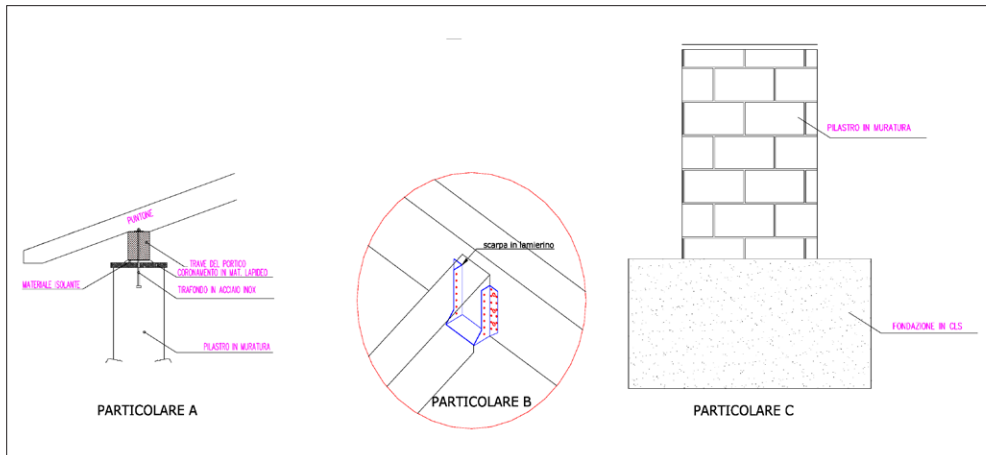 PUNTONE
TRAVE DEL PORTICO
CORONAMENTO IN MAT. LAPIDEO
MATERIALE ISOLANTE
TIRAFONDO IN ACCIAIO INOX
PILASTRO IN MURATURA
PARTICOLARE A
scarpa in lamierino
PARTICOLARE B
PILASTRO IN MURATURA
FONDAZIONE IN CLS
PARTICOLARE C